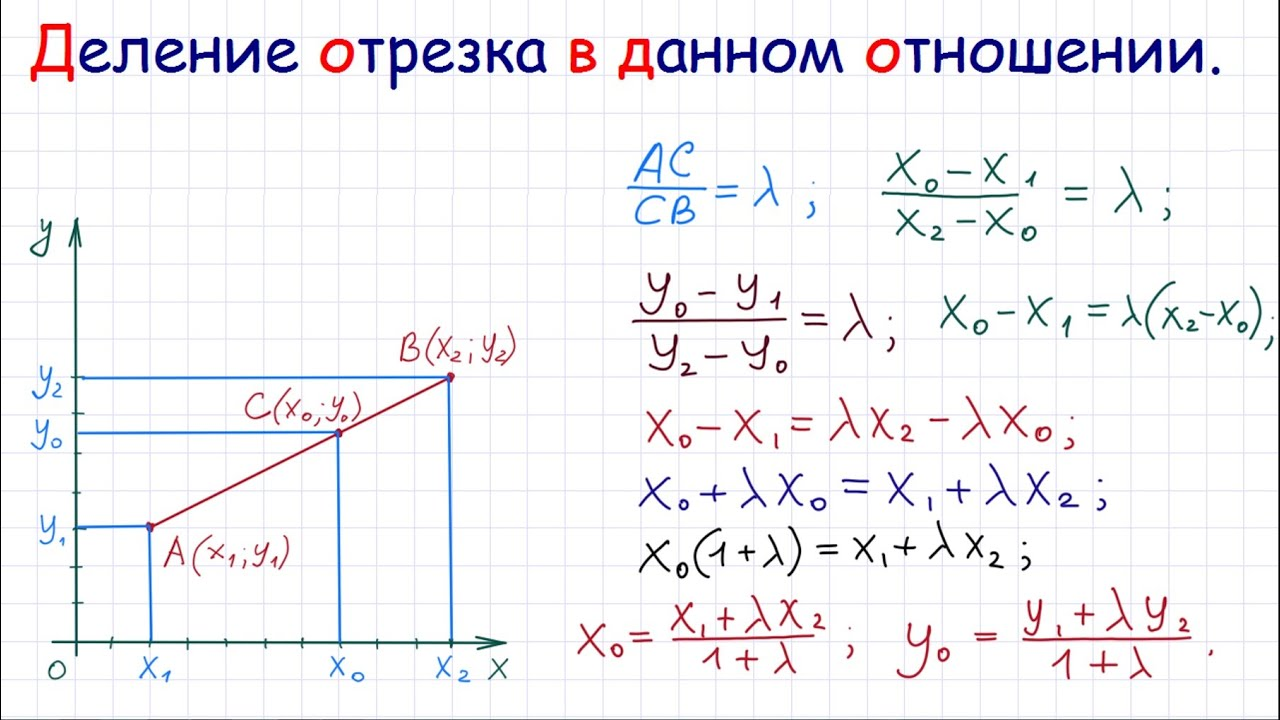 Деление отрезка в данном отношении.
AC/CB = λ ; (x₀ − x₁)/(x₂ − x₀) = λ ;
(y₀ − y₁)/(y₂ − y₀) = λ ; x₀ − x₁ = λ(x₂ − x₀) ;
x₀ − x₁ = λx₂ − λx₀ ;
x₀ + λx₀ = x₁ + λx₂ ;
x₀(1 + λ) = x₁ + λx₂ ;
x₀ = (x₁ + λx₂)/(1 + λ) ; y₀ = (y₁ + λy₂)/(1 + λ) .
y
B(x₂; y₂)
y₂
C(x₀; y₀)
y₀
y₁
A(x₁; y₁)
0 x₁ x₀ x₂ x